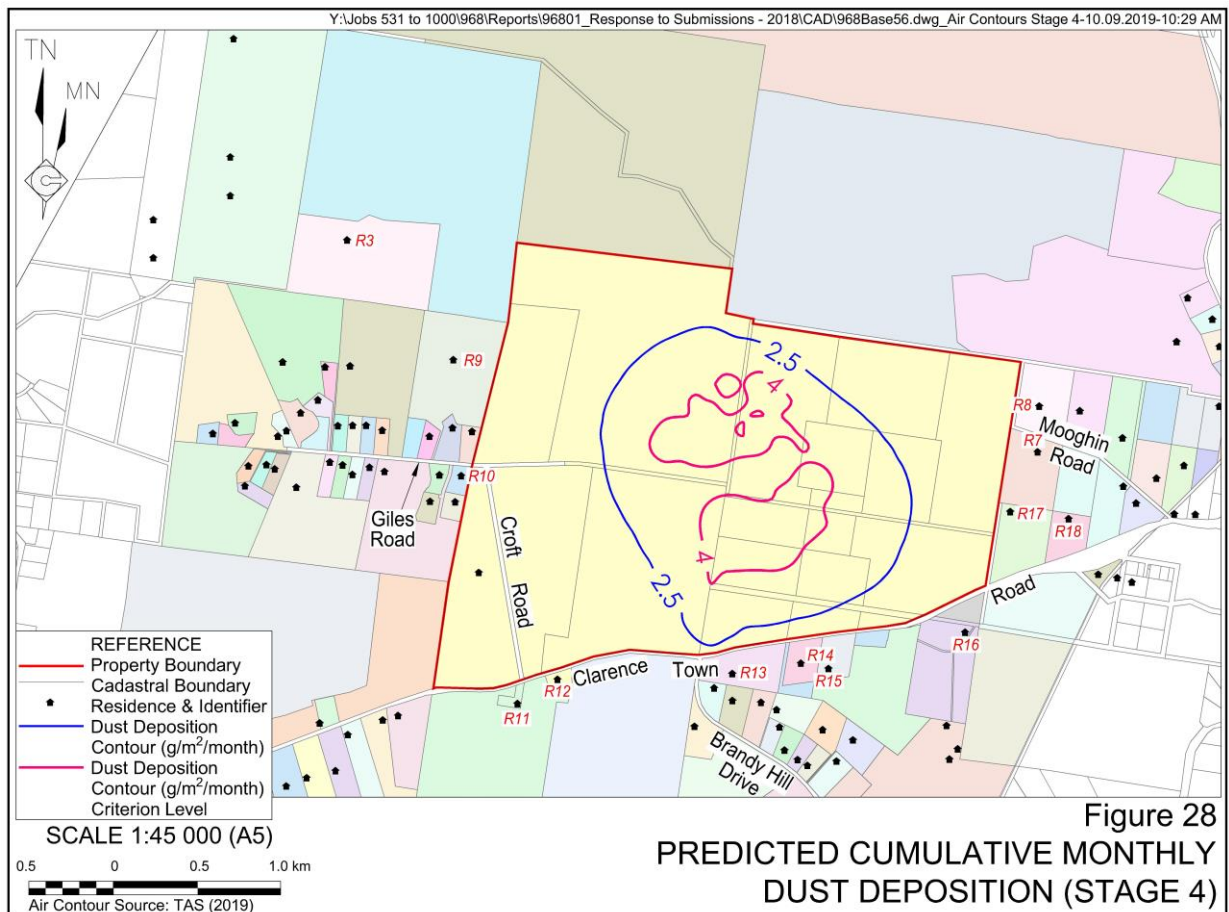 Y:\Jobs 531 to 1000\968\Reports\96801_Response to Submissions - 2018\CAD\968Base56.dwg_Air Contours Stage 4-10.09.2019-10:29 AM
TN
MN
R3
R9
2.5
4
R8
Mooghin
Road
R7
R10
Giles
Road
R17
R18
Croft
Road
4
2.5
Road
R16
R14
R15
R13
Clarence Town
R12
R11
Brandy Hill
Drive
REFERENCE
Property Boundary
Cadastral Boundary
Residence & Identifier
Dust Deposition
Contour (g/m²/month)
Dust Deposition
Contour (g/m²/month)
Criterion Level
SCALE 1:45 000 (A5)
0.5 0 0.5 1.0 km
Air Contour Source: TAS (2019)
Figure 28
PREDICTED CUMULATIVE MONTHLY
DUST DEPOSITION (STAGE 4)